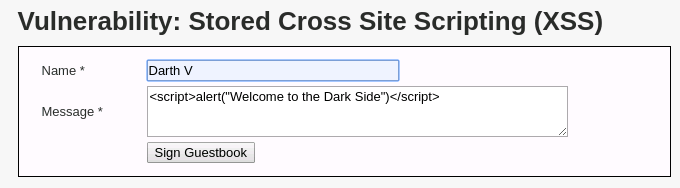 Vulnerability: Stored Cross Site Scripting (XSS)
Name * Darth V
Message * <script>alert("Welcome to the Dark Side")</script>
Sign Guestbook